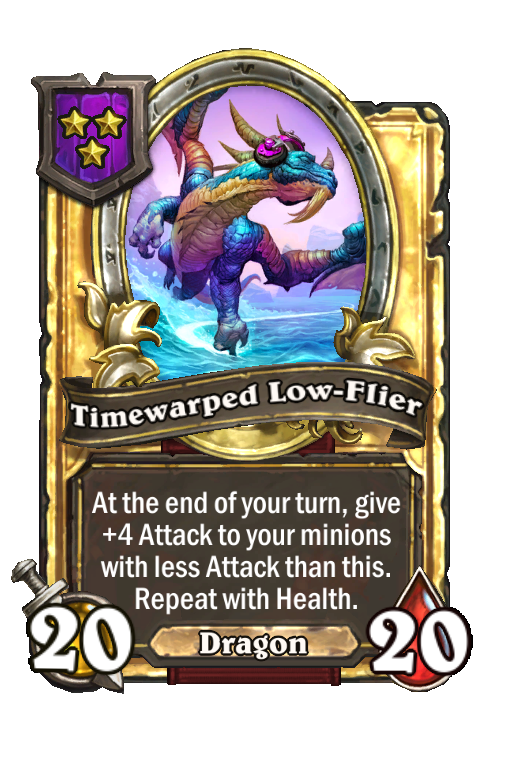 Timewarped Low-Flier
At the end of your turn, give
+4 Attack to your minions
with less Attack than this.
Repeat with Health.
20
Dragon
20